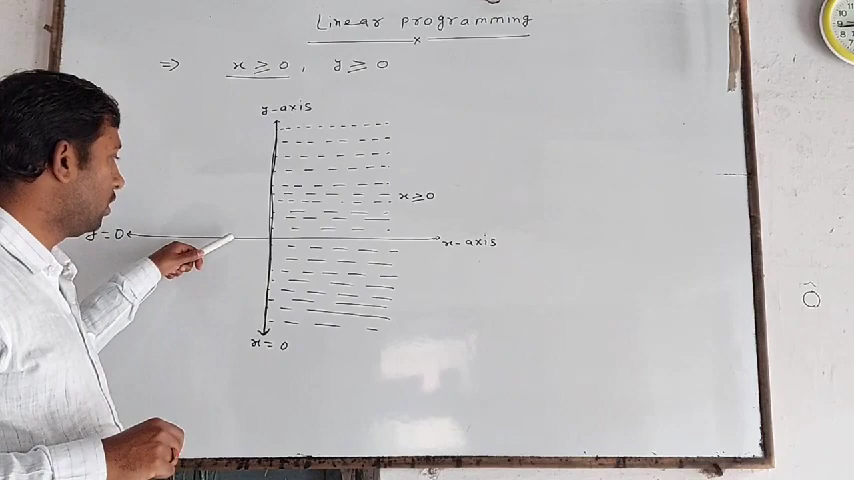 Linear programming
⇒ x ≥ 0, y ≥ 0
y-axis
x ≥ 0
y = 0
x-axis
x = 0